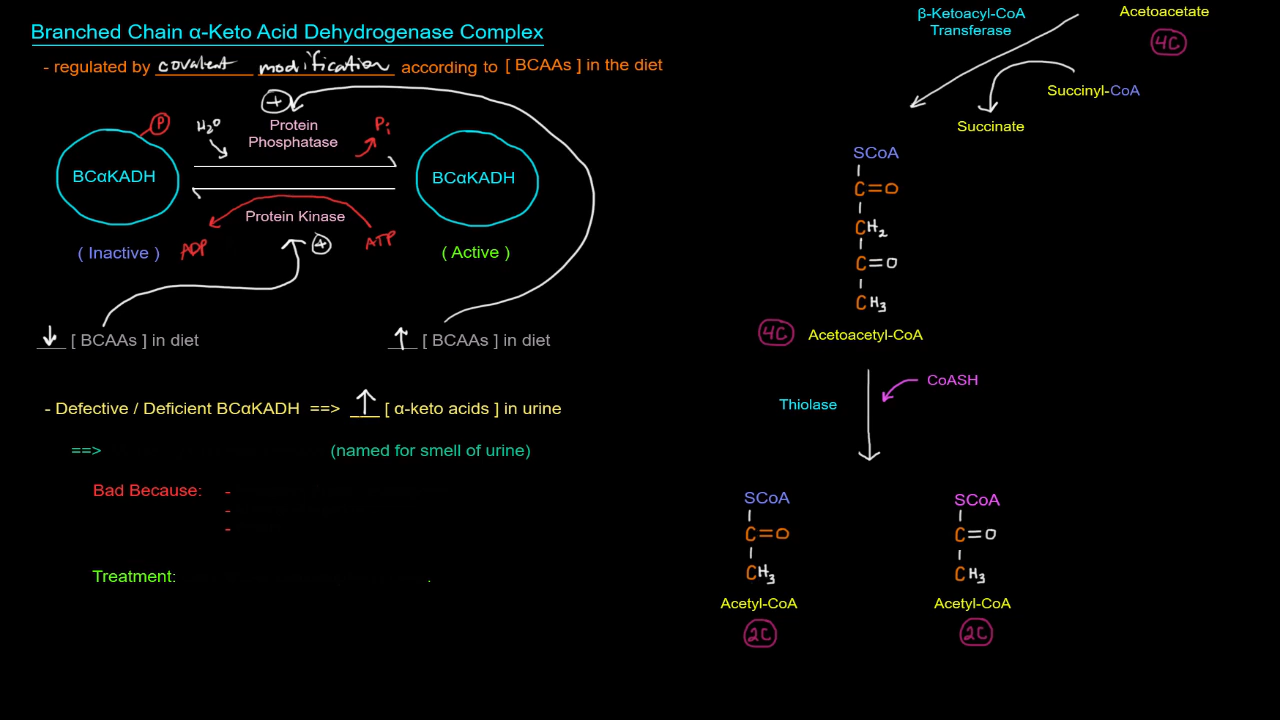 Branched Chain α-Keto Acid Dehydrogenase Complex
- regulated by covalent modification according to [ BCAAs ] in the diet
+
P
H2O
Protein
Phosphatase
Pi
BCαKADH
BCαKADH
Protein Kinase
( Inactive )
ADP
+
ATP
( Active )
↓ [ BCAAs ] in diet
↑ [ BCAAs ] in diet
- Defective / Deficient BCαKADH ==> ↑ [ α-keto acids ] in urine
==> (named for smell of urine)
Bad Because: -
-
-
Treatment: .
β-Ketoacyl-CoA
Transferase
Acetoacetate
4C
Succinyl-CoA
Succinate
SCoA
C=O
CH2
C=O
CH3
4C Acetoacetyl-CoA
CoASH
Thiolase
SCoA
C=O
CH3
Acetyl-CoA
2C
SCoA
C=O
CH3
Acetyl-CoA
2C